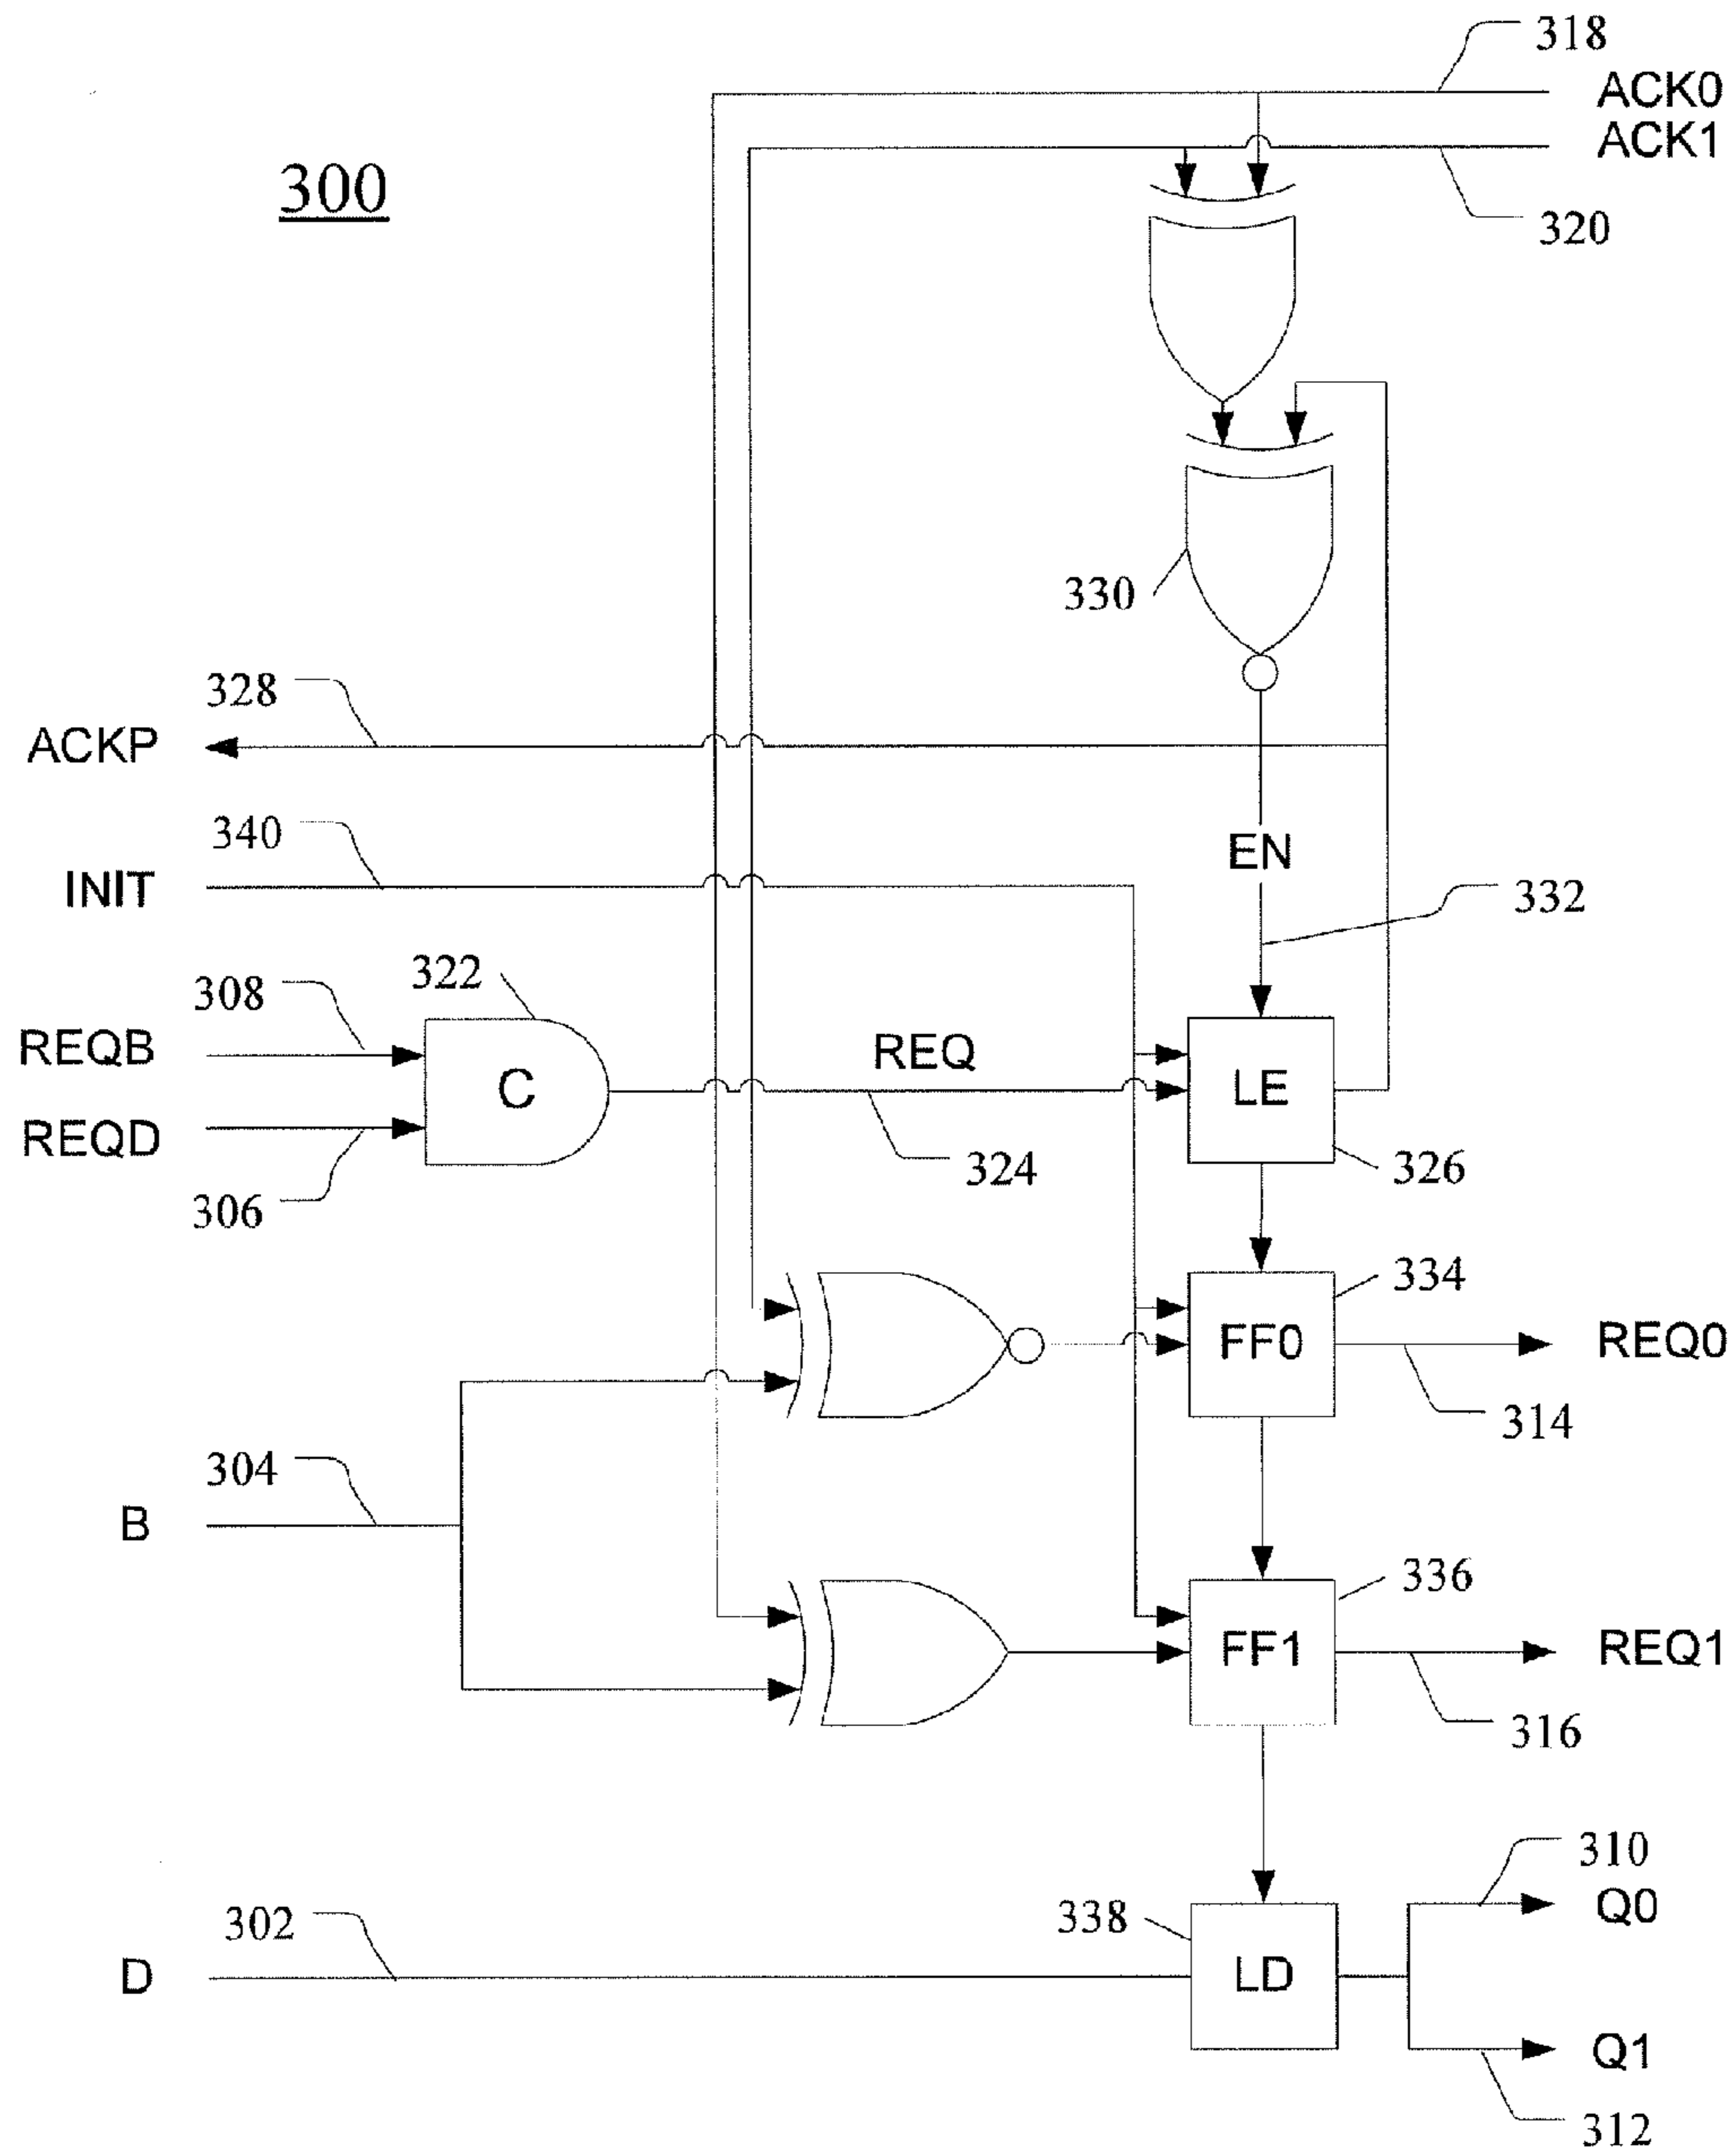 318
ACK0
ACK1
300
320
330
328
ACKP
340
INIT
EN
332
322
308
REQB
REQ
C
LE
REQD
324
326
306
334
FF0
REQ0
314
304
B
336
FF1
REQ1
316
310
302
338
Q0
D
LD
Q1
312